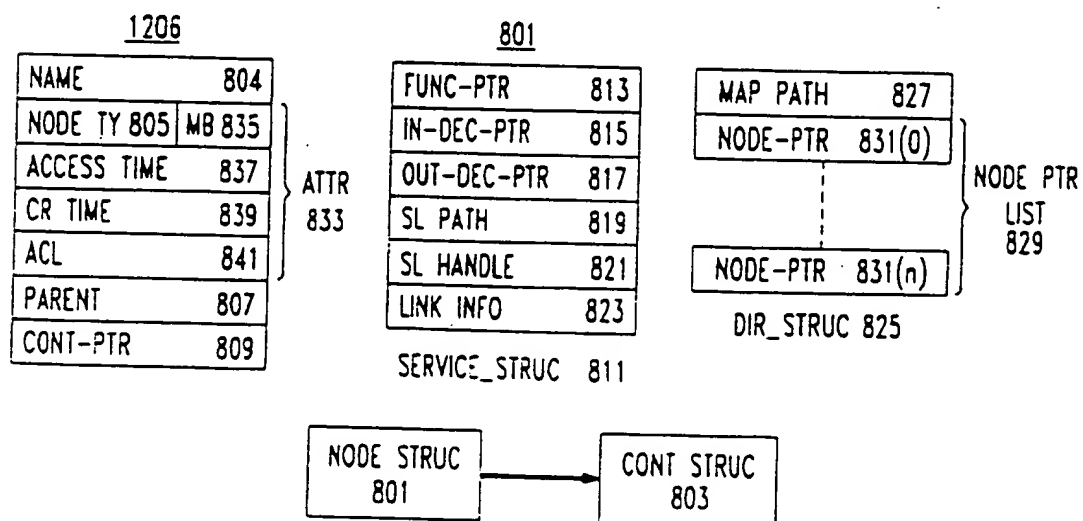 1206
NAME 804
NODE TY 805 MB 835
ACCESS TIME 837
CR TIME 839
ACL 841
PARENT 807
CONT-PTR 809
ATTR
833
801
FUNC-PTR 813
IN-DEC-PTR 815
OUT-DEC-PTR 817
SL PATH 819
SL HANDLE 821
LINK INFO 823
SERVICE_STRUC 811
MAP PATH 827
NODE-PTR 831(0)
NODE-PTR 831(n)
NODE PTR
LIST
829
DIR_STRUC 825
NODE STRUC
801
CONT STRUC
803